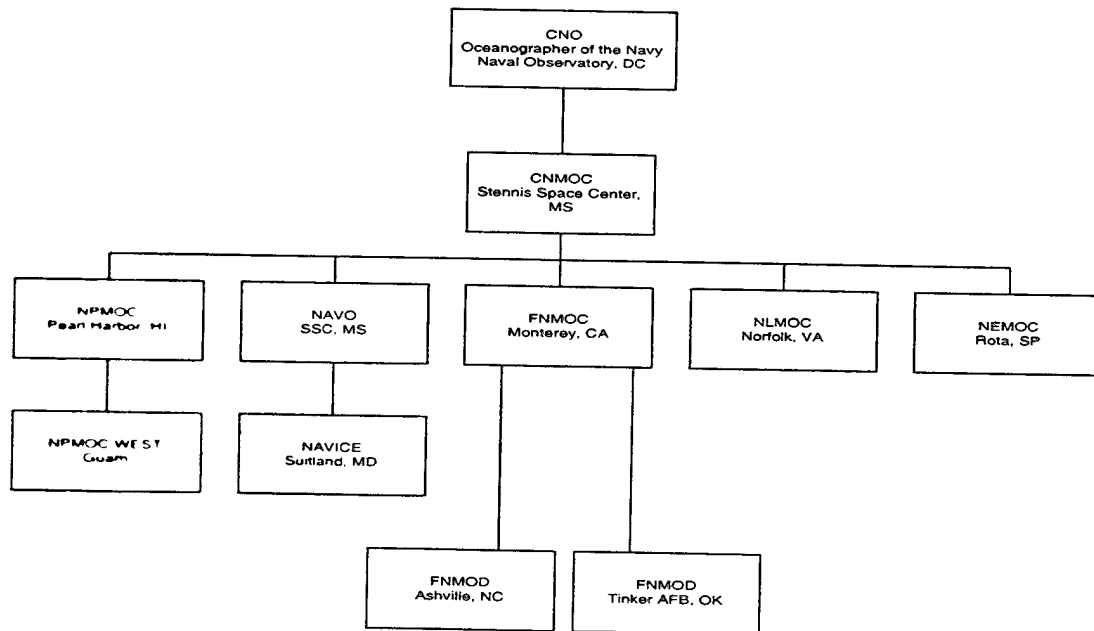 CNO
Oceanographer of the Navy
Naval Observatory, DC
CNMOC
Stennis Space Center,
MS
NPMOC
Pearl Harbor, HI
NAVO
SSC, MS
FNMOC
Monterey, CA
NLMOC
Norfolk, VA
NEMOC
Rota, SP
NPMOC WEST
Guam
NAVICE
Suitland, MD
FNMOD
Ashville, NC
FNMOD
Tinker AFB, OK